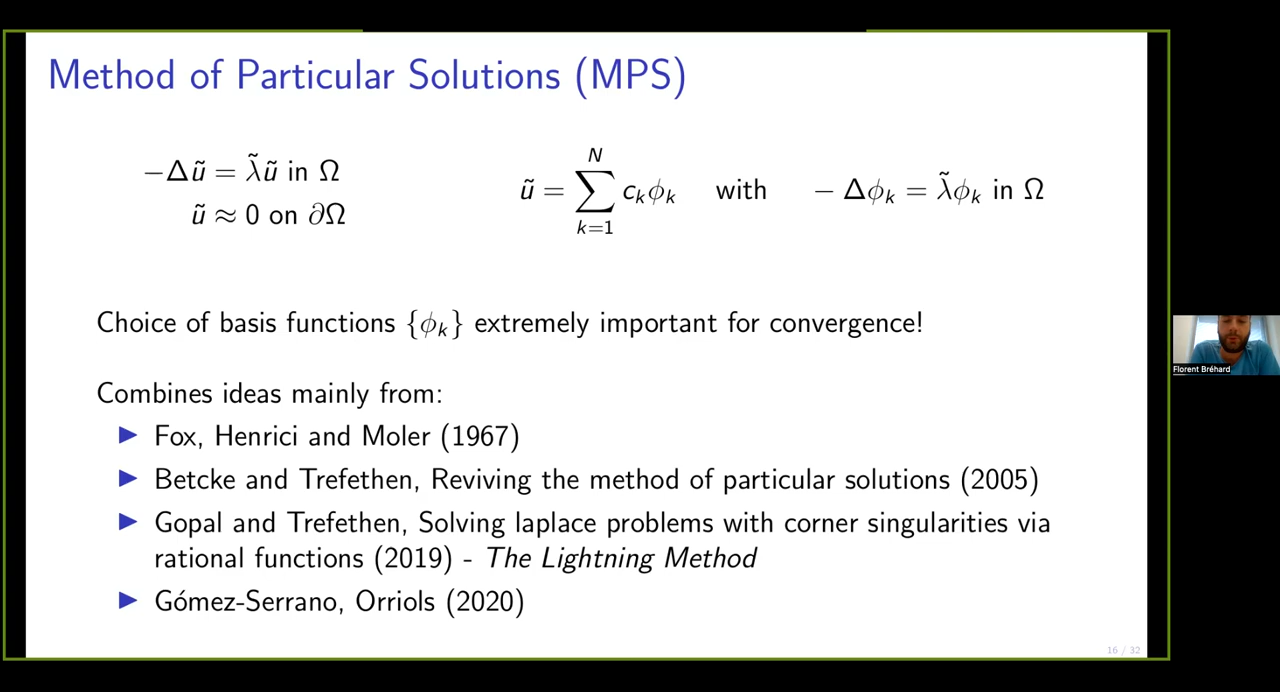 Method of Particular Solutions (MPS)
−Δũ = λ̃ũ in Ω
ũ ≈ 0 on ∂Ω
ũ = ∑_{k=1}^{N} c_kϕ_k with − Δϕ_k = λ̃ϕ_k in Ω
Choice of basis functions {ϕ_k} extremely important for convergence!
Combines ideas mainly from:
▶ Fox, Henrici and Moler (1967)
▶ Betcke and Trefethen, Reviving the method of particular solutions (2005)
▶ Gopal and Trefethen, Solving laplace problems with corner singularities via
rational functions (2019) - The Lightning Method
▶ Gómez-Serrano, Orriols (2020)
16 / 32
Florent Bréhard